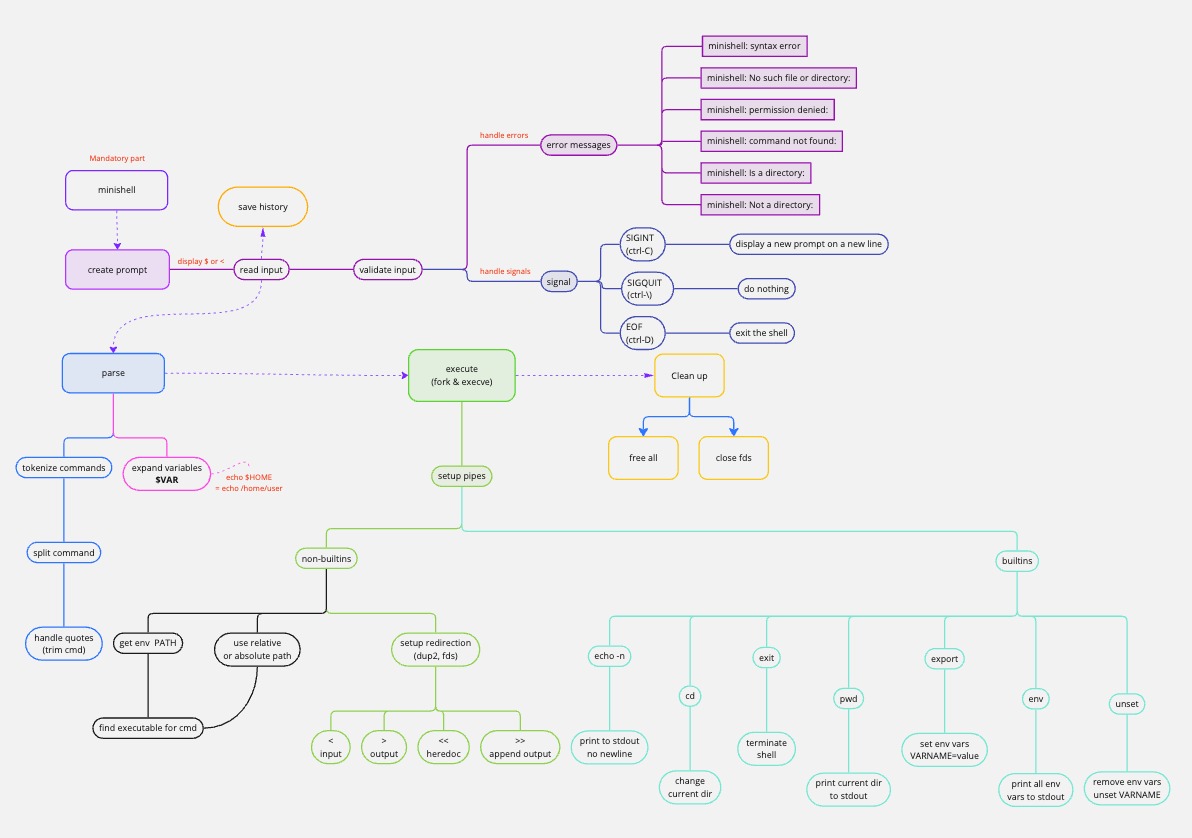 minishell: syntax error
minishell: No such file or directory:
minishell: permission denied:
handle errors
error messages
minishell: command not found:
Mandatory part
minishell: Is a directory:
minishell
minishell: Not a directory:
save history
SIGINT
(ctrl-C)
display a new prompt on a new line
create prompt
display $ or <
read input
validate input
handle signals
signal
SIGQUIT
(ctrl-\)
do nothing
EOF
(ctrl-D)
exit the shell
parse
execute
(fork & execve)
Clean up
free all
close fds
tokenize commands
expand variables
$VAR
echo $HOME
= echo /home/user
setup pipes
split command
non-builtins
builtins
handle quotes
(trim cmd)
get env  PATH
use relative
or absolute path
setup redirection
(dup2, fds)
echo -n
exit
export
cd
pwd
env
unset
find executable for cmd
<
input
>
output
<<
heredoc
>>
append output
print to stdout
no newline
terminate
shell
set env vars
VARNAME=value
change
current dir
print current dir
to stdout
print all env
vars to stdout
remove env vars
unset VARNAME